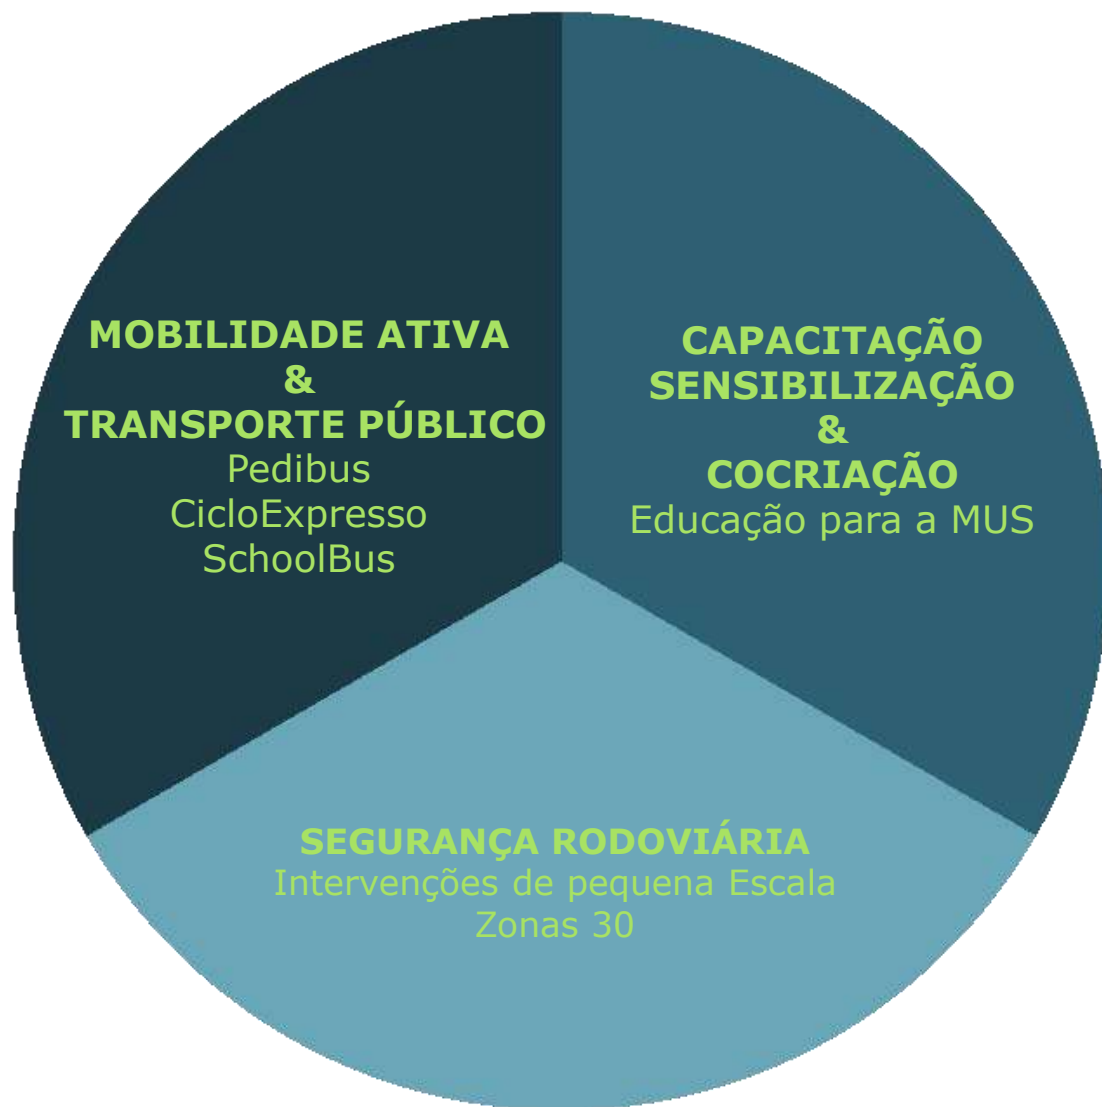 MOBILIDADE ATIVA
&
TRANSPORTE PÚBLICO
Pedibus
CicloExpresso
SchoolBus
CAPACITAÇÃO
SENSIBILIZAÇÃO
&
COCRIAÇÃO
Educação para a MUS
SEGURANÇA RODOVIÁRIA
Intervenções de pequena Escala
Zonas 30